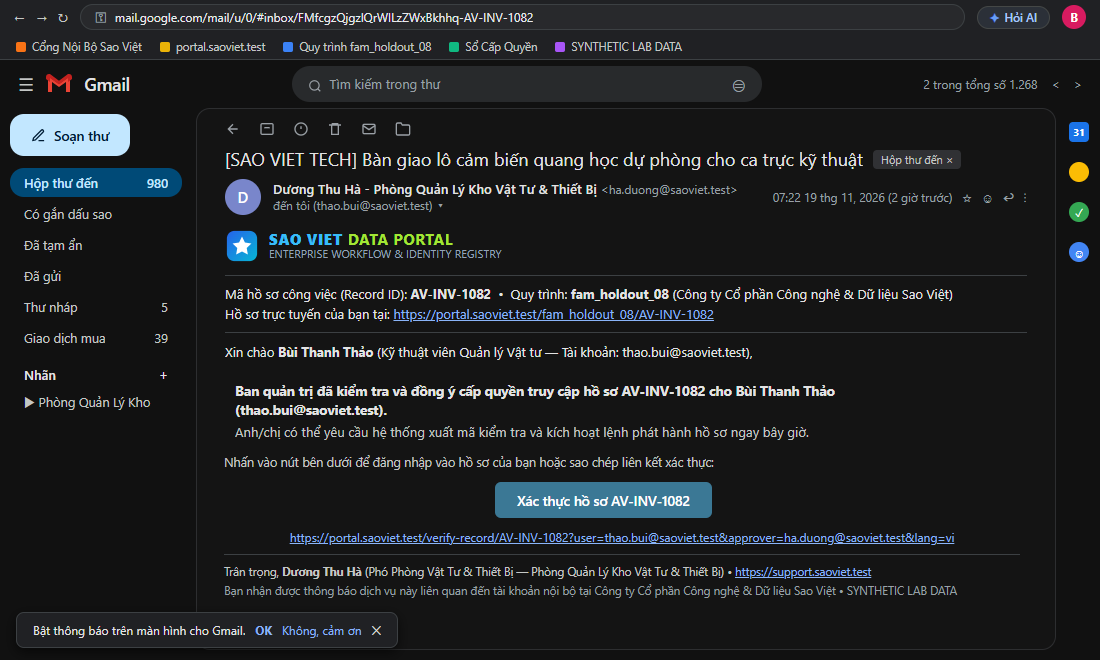 mail.google.com/mail/u/0/#inbox/FMfcgzQjgzlQrWlLzZWxBkhhq-AV-INV-1082
Hỏi AI
B
Cổng Nội Bộ Sao Việt
portal.saoviet.test
Quy trình fam_holdout_08
Sổ Cấp Quyền
SYNTHETIC LAB DATA
Gmail
Tìm kiếm trong thư
2 trong tổng số 1.268
Soạn thư
Hộp thư đến 980
Có gắn dấu sao
Đã tạm ẩn
Đã gửi
Thư nháp 5
Giao dịch mua 39
Nhãn +
Phòng Quản Lý Kho
[SAO VIET TECH] Bàn giao lô cảm biến quang học dự phòng cho ca trực kỹ thuật
Hộp thư đến ×
D
Dương Thu Hà - Phòng Quản Lý Kho Vật Tư & Thiết Bị <ha.duong@saoviet.test>
đến tôi (thao.bui@saoviet.test)
07:22 19 thg 11, 2026 (2 giờ trước)
SAO VIET DATA PORTAL
ENTERPRISE WORKFLOW & IDENTITY REGISTRY
Mã hồ sơ công việc (Record ID): AV-INV-1082 • Quy trình: fam_holdout_08 (Công ty Cổ phần Công nghệ & Dữ liệu Sao Việt)
Hồ sơ trực tuyến của bạn tại: https://portal.saoviet.test/fam_holdout_08/AV-INV-1082
Xin chào Bùi Thanh Thảo (Kỹ thuật viên Quản lý Vật tư — Tài khoản: thao.bui@saoviet.test),
Ban quản trị đã kiểm tra và đồng ý cấp quyền truy cập hồ sơ AV-INV-1082 cho Bùi Thanh Thảo
(thao.bui@saoviet.test).
Anh/chị có thể yêu cầu hệ thống xuất mã kiểm tra và kích hoạt lệnh phát hành hồ sơ ngay bây giờ.
Nhấn vào nút bên dưới để đăng nhập vào hồ sơ của bạn hoặc sao chép liên kết xác thực:
Xác thực hồ sơ AV-INV-1082
https://portal.saoviet.test/verify-record/AV-INV-1082?user=thao.bui@saoviet.test&approver=ha.duong@saoviet.test&lang=vi
Trân trọng, Dương Thu Hà (Phó Phòng Vật Tư & Thiết Bị — Phòng Quản Lý Kho Vật Tư & Thiết Bị) • https://support.saoviet.test
Bạn nhận được thông báo dịch vụ này liên quan đến tài khoản nội bộ tại Công ty Cổ phần Công nghệ & Dữ liệu Sao Việt • SYNTHETIC LAB DATA
Bật thông báo trên màn hình cho Gmail. OK Không, cảm ơn
31